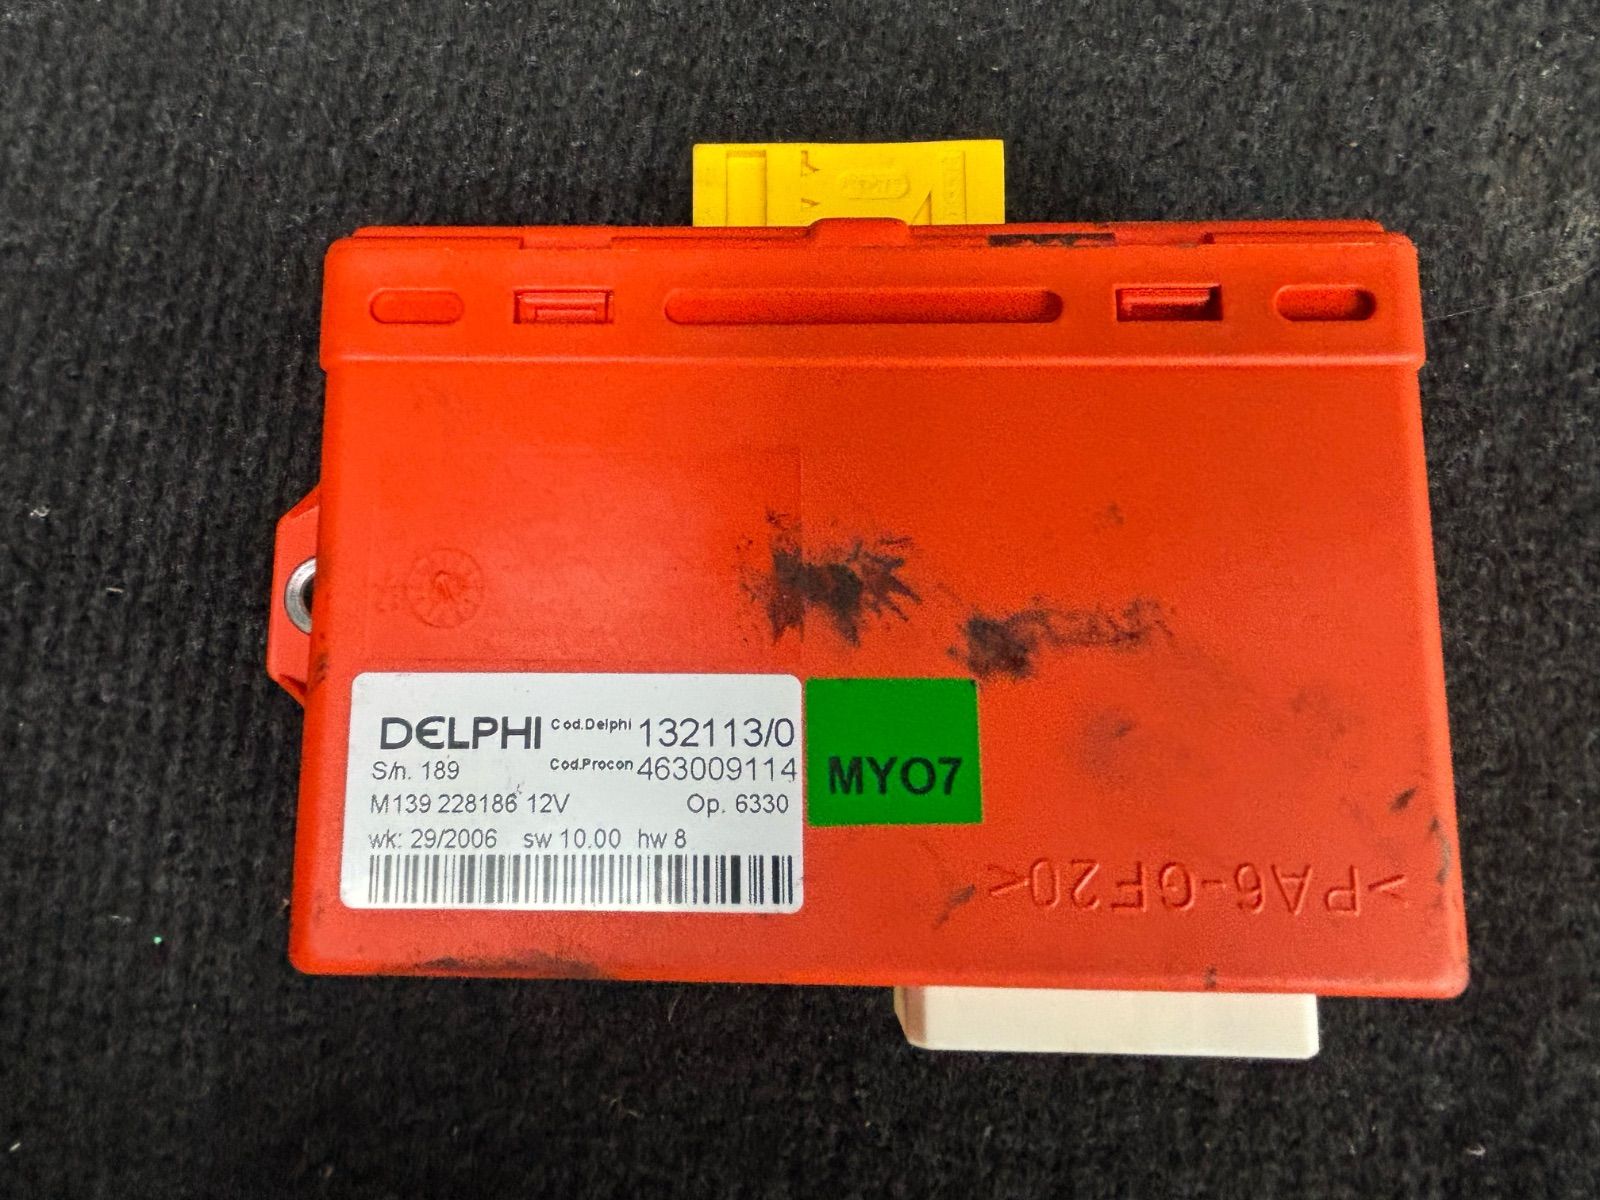 DELPHI Cod.Delphi 132113/0
S/n. 189 Cod.Procon 463009114
M139 228186 12V Op. 6330
wk: 29/2006 sw 10.00 hw 8
MY07
>PA6-GF20<